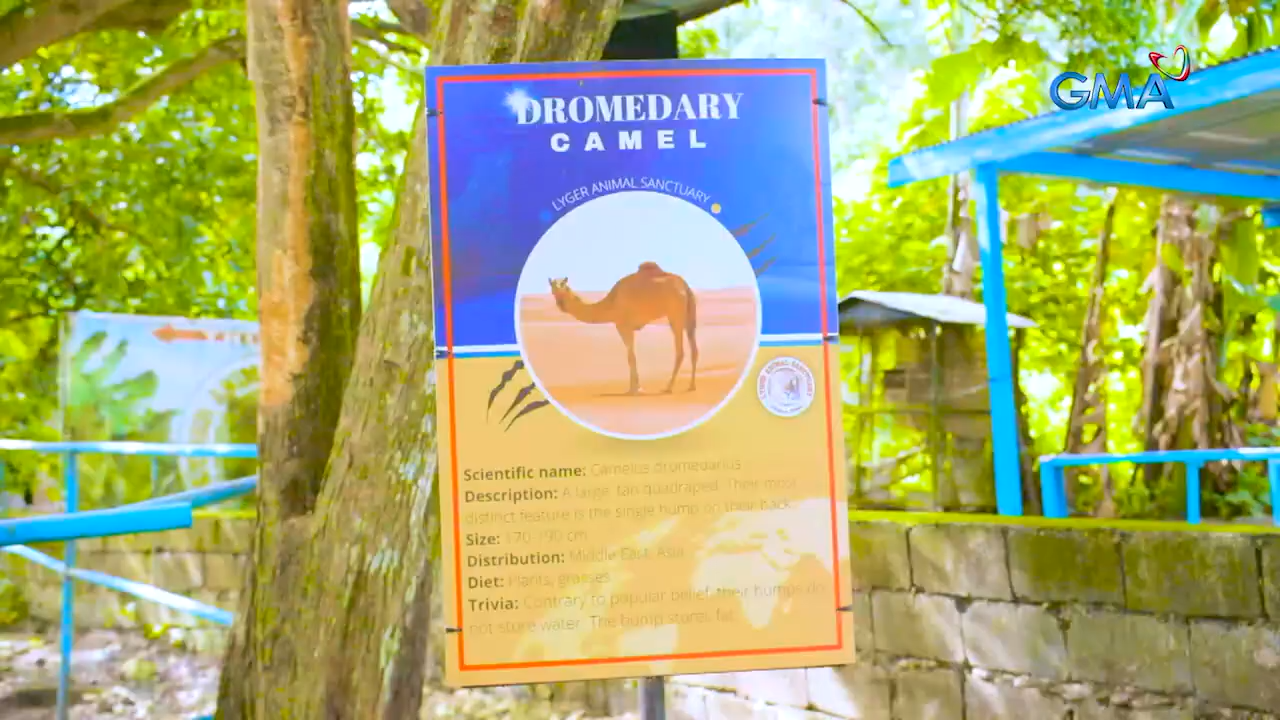 GMA
DROMEDARY
CAMEL
LYGER ANIMAL SANCTUARY
Scientific name: Camelus dromedarius
Description: A large, tan quadraped. Their most
distinct feature is the single hump on their back.
Size: 170-190 cm
Distribution: Middle East, Asia
Diet: Plants, grasses
Trivia: Contrary to popular belief, their humps do
not store water. The hump stores fat.